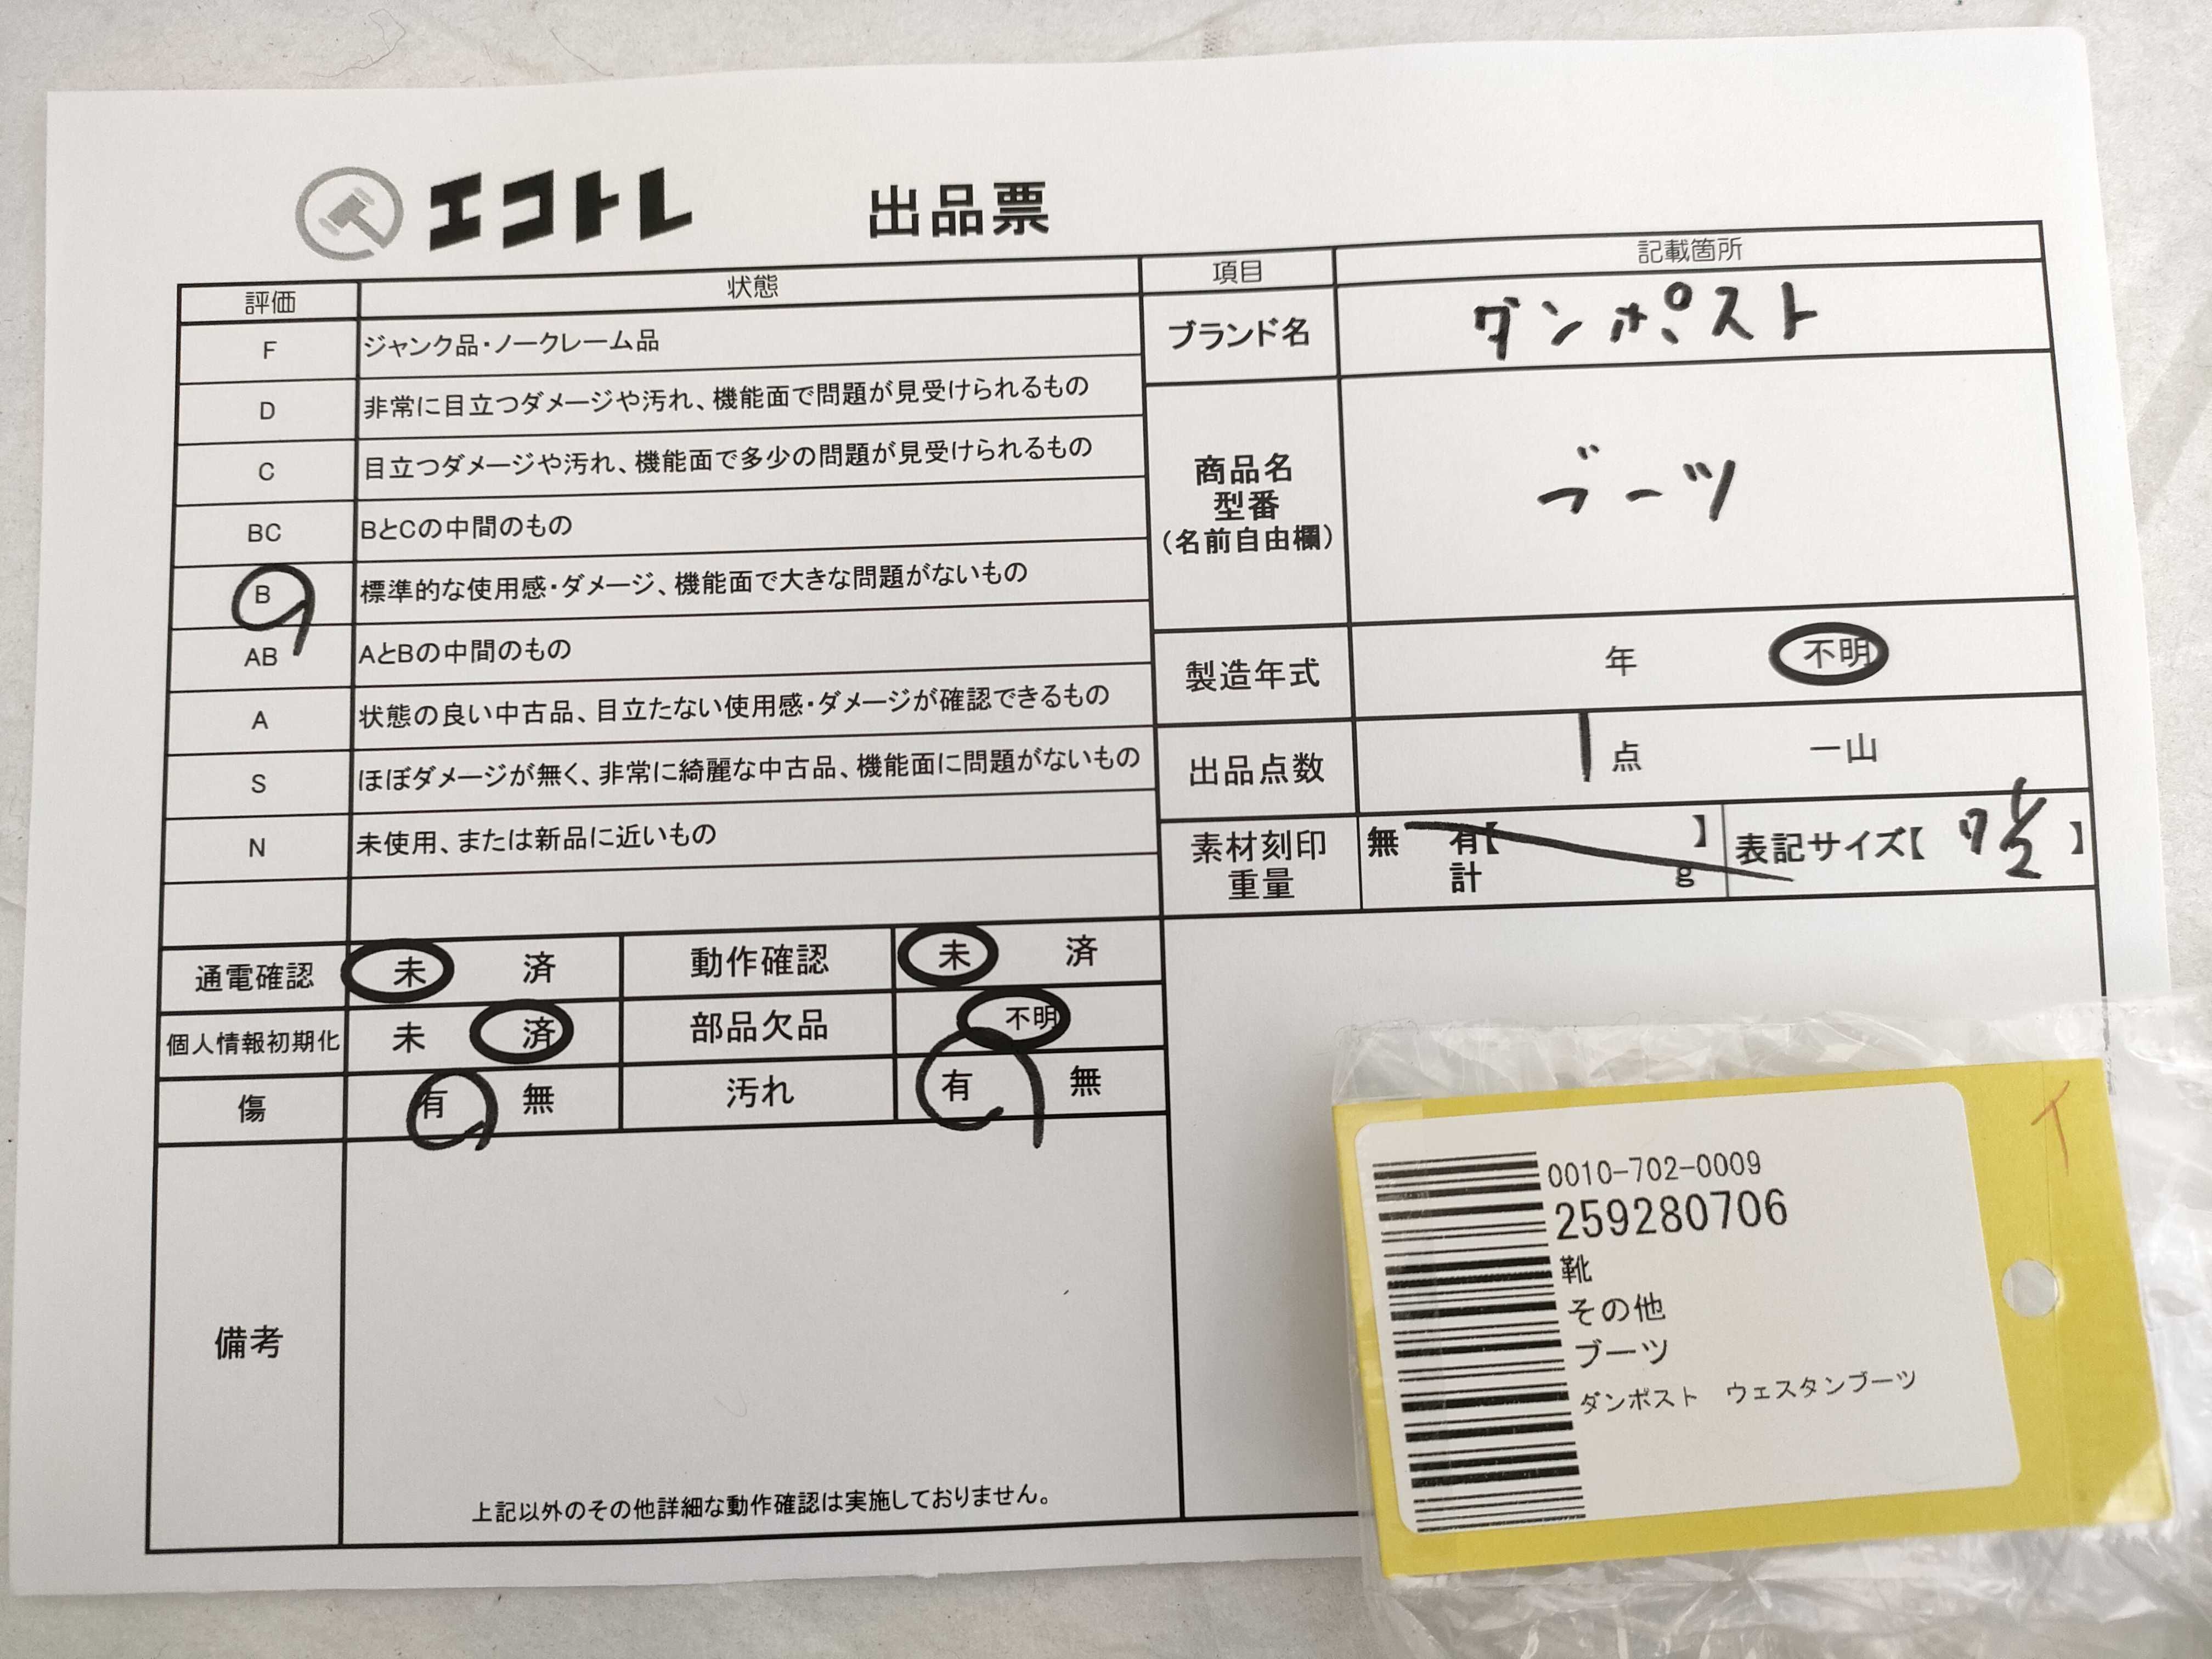 エコトレ 出品票
評価 状態
F ジャンク品・ノークレーム品
D 非常に目立つダメージや汚れ、機能面で問題が見受けられるもの
C 目立つダメージや汚れ、機能面で多少の問題が見受けられるもの
BC BとCの中間のもの
B 標準的な使用感・ダメージ、機能面で大きな問題がないもの
AB AとBの中間のもの
A 状態の良い中古品、目立たない使用感・ダメージが確認できるもの
S ほぼダメージが無く、非常に綺麗な中古品、機能面に問題がないもの
N 未使用、または新品に近いもの
項目 記載箇所
ブランド名 ダンポスト
商品名
型番
(名前自由欄)
ブーツ
製造年式 年 不明
出品点数 1点 一山
素材刻印
重量
無 有【 】
計 g
表記サイズ【 】
通電確認 未 済 動作確認 未 済
個人情報初期化 未 済 部品欠品 不明
傷 有 無 汚れ 有 無
備考
上記以外のその他詳細な動作確認は実施しておりません。
0010-702-0009
259280706
靴
その他
ブーツ
ダンポスト ウェスタンブーツ